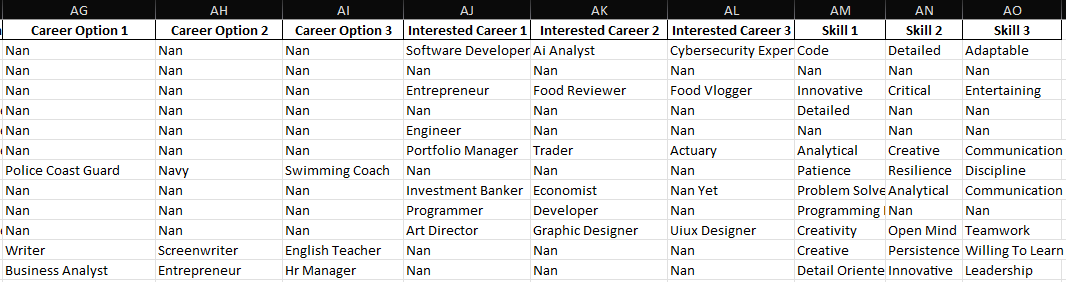 AG AH AI AJ AK AL AM AN AO
Career Option 1 Career Option 2 Career Option 3 Interested Career 1 Interested Career 2 Interested Career 3 Skill 1 Skill 2 Skill 3
Nan Nan Nan Software Developer Ai Analyst Cybersecurity Exper Code Detailed Adaptable
Nan Nan Nan Nan Nan Nan Nan Nan Nan
Nan Nan Nan Entrepreneur Food Reviewer Food Vlogger Innovative Critical Entertaining
Nan Nan Nan Nan Nan Nan Detailed Nan Nan
Nan Nan Nan Engineer Nan Nan Nan Nan Nan
Nan Nan Nan Portfolio Manager Trader Actuary Analytical Creative Communication
Police Coast Guard Navy Swimming Coach Nan Nan Nan Patience Resilience Discipline
Nan Nan Nan Investment Banker Economist Nan Yet Problem Solve Analytical Communication
Nan Nan Nan Programmer Developer Nan Programming Nan Nan
Nan Nan Nan Art Director Graphic Designer Uiux Designer Creativity Open Mind Teamwork
Writer Screenwriter English Teacher Nan Nan Nan Creative Persistence Willing To Learn
Business Analyst Entrepreneur Hr Manager Nan Nan Nan Detail Oriente Innovative Leadership